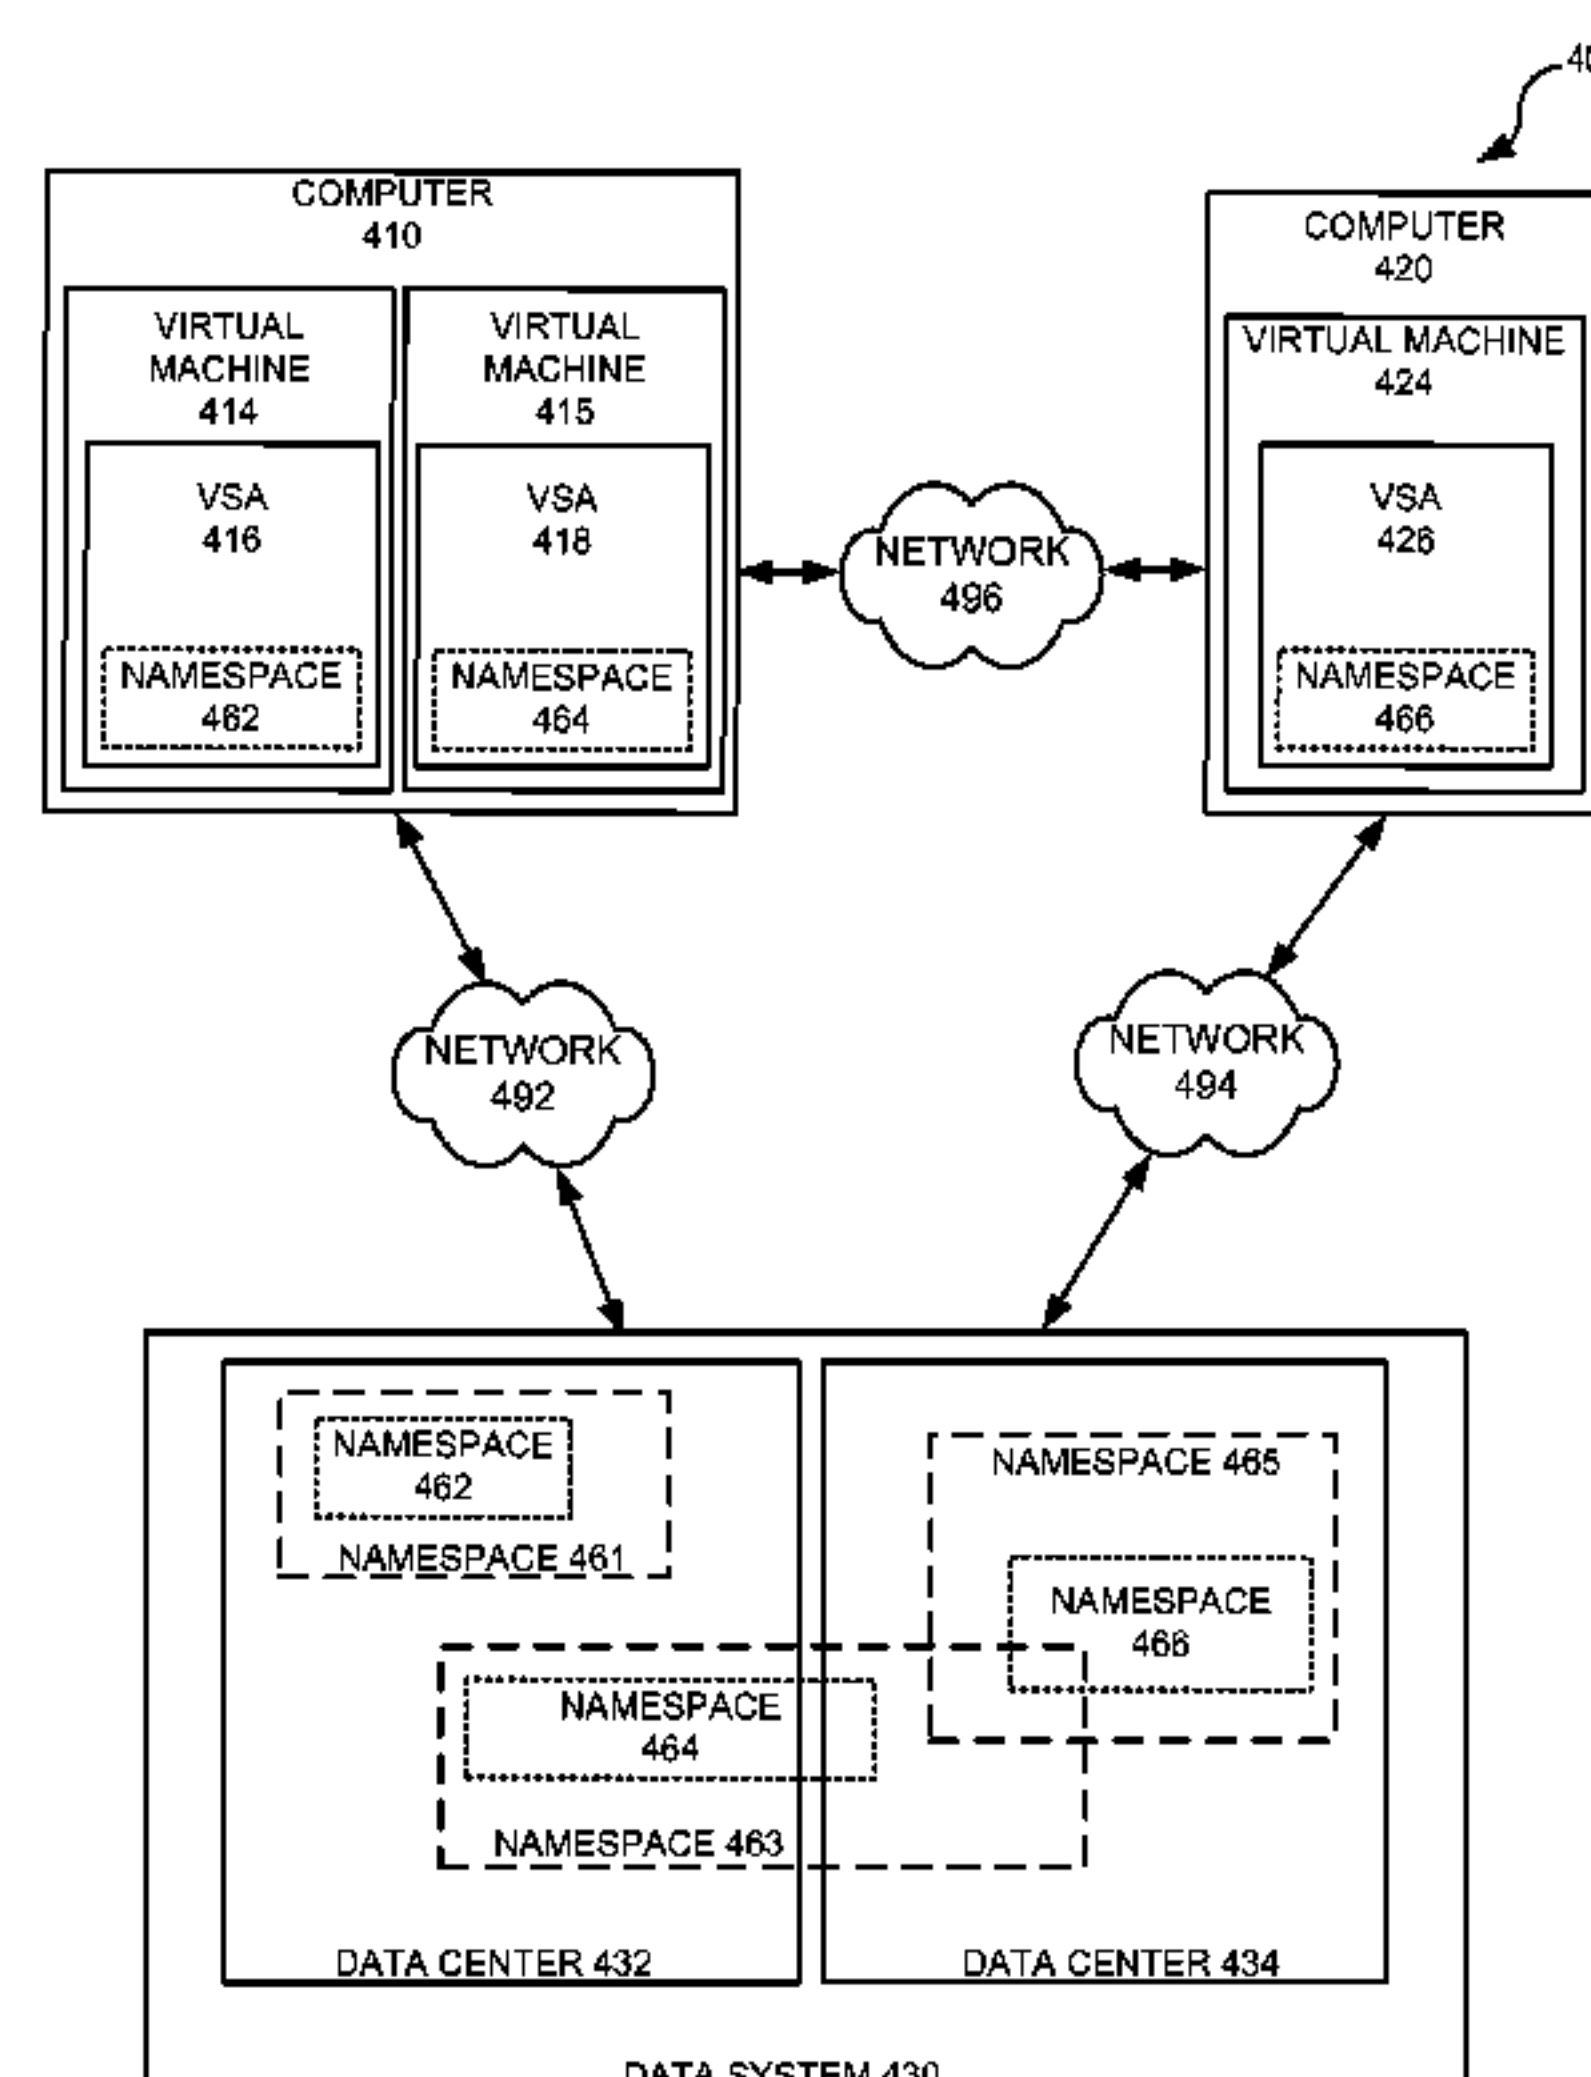 COMPUTER
410
VIRTUAL
MACHINE
414
VSA
416
NAMESPACE
462
VIRTUAL
MACHINE
415
VSA
418
NAMESPACE
464
NETWORK
496
COMPUTER
420
VIRTUAL MACHINE
424
VSA
426
NAMESPACE
466
NETWORK
492
NETWORK
494
NAMESPACE
462
NAMESPACE 461
NAMESPACE
464
NAMESPACE 463
DATA CENTER 432
NAMESPACE 465
NAMESPACE
466
DATA CENTER 434
DATA SYSTEM 430